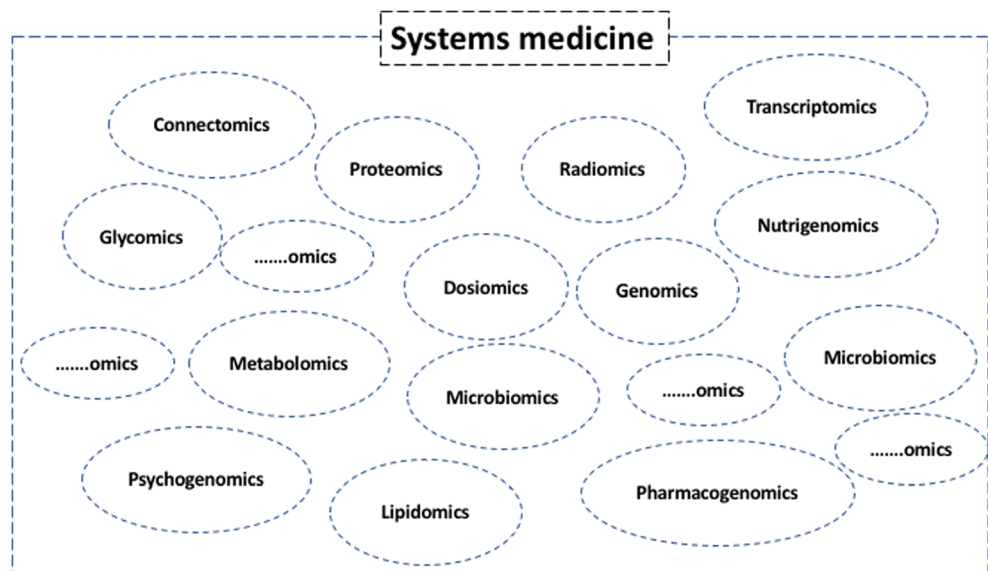 Systems medicine
Transcriptomics
Connectomics
Proteomics
Radiomics
Nutrigenomics
Glycomics
.......omics
Dosiomics
Genomics
Microbiomics
.......omics
Metabolomics
.......omics
Microbiomics
.......omics
Psychogenomics
Pharmacogenomics
Lipidomics